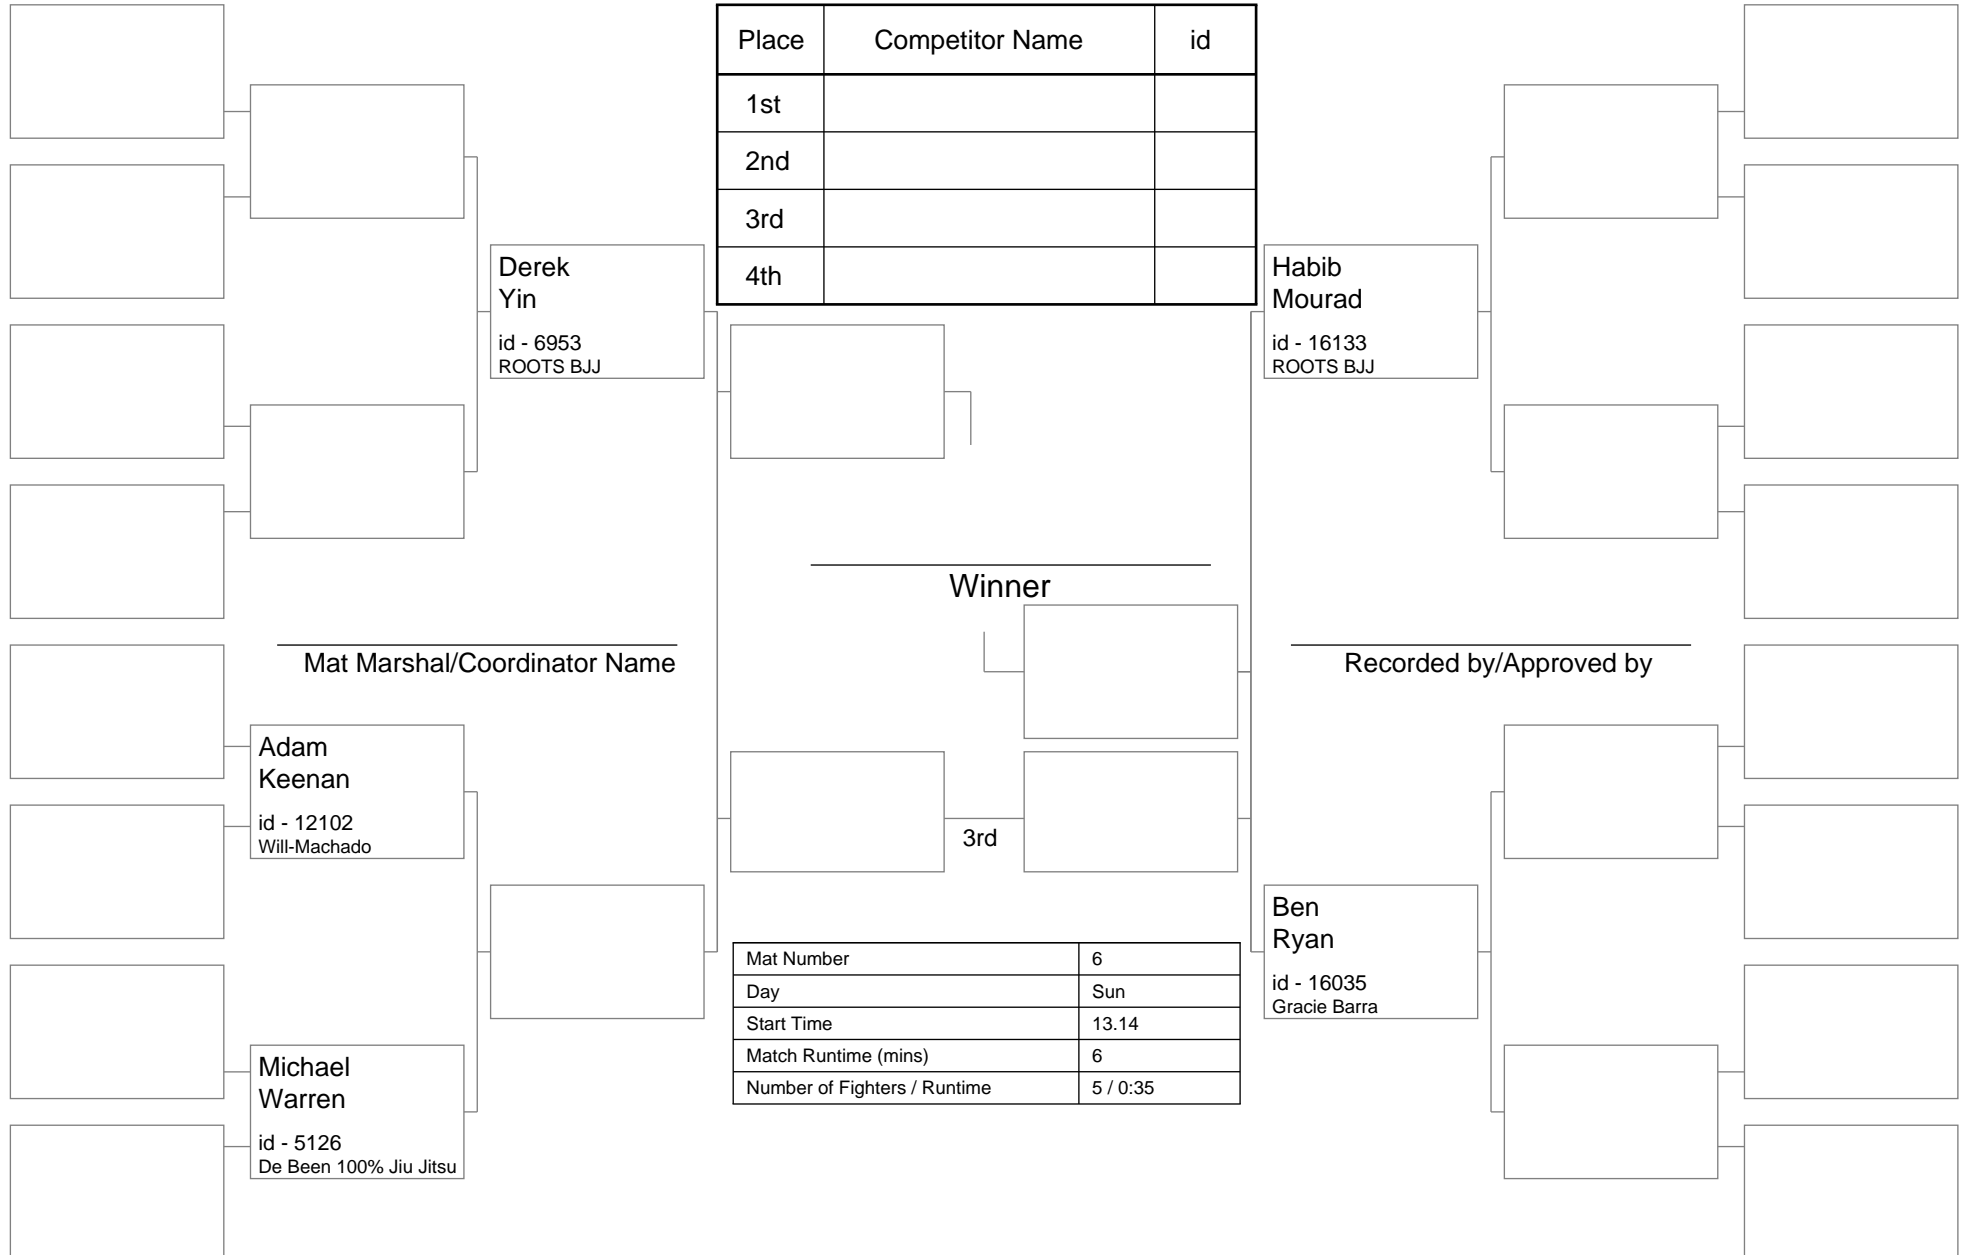 Place Competitor Name id
1st
2nd
3rd
4th
Derek
Yin
id - 6953
ROOTS BJJ
Habib
Mourad
id - 16133
ROOTS BJJ
Winner
Mat Marshal/Coordinator Name
Recorded by/Approved by
Adam
Keenan
id - 12102
Will-Machado
3rd
Ben
Ryan
id - 16035
Gracie Barra
Michael
Warren
id - 5126
De Been 100% Jiu Jitsu
Mat Number 6
Day Sun
Start Time 13.14
Match Runtime (mins) 6
Number of Fighters / Runtime 5 / 0:35